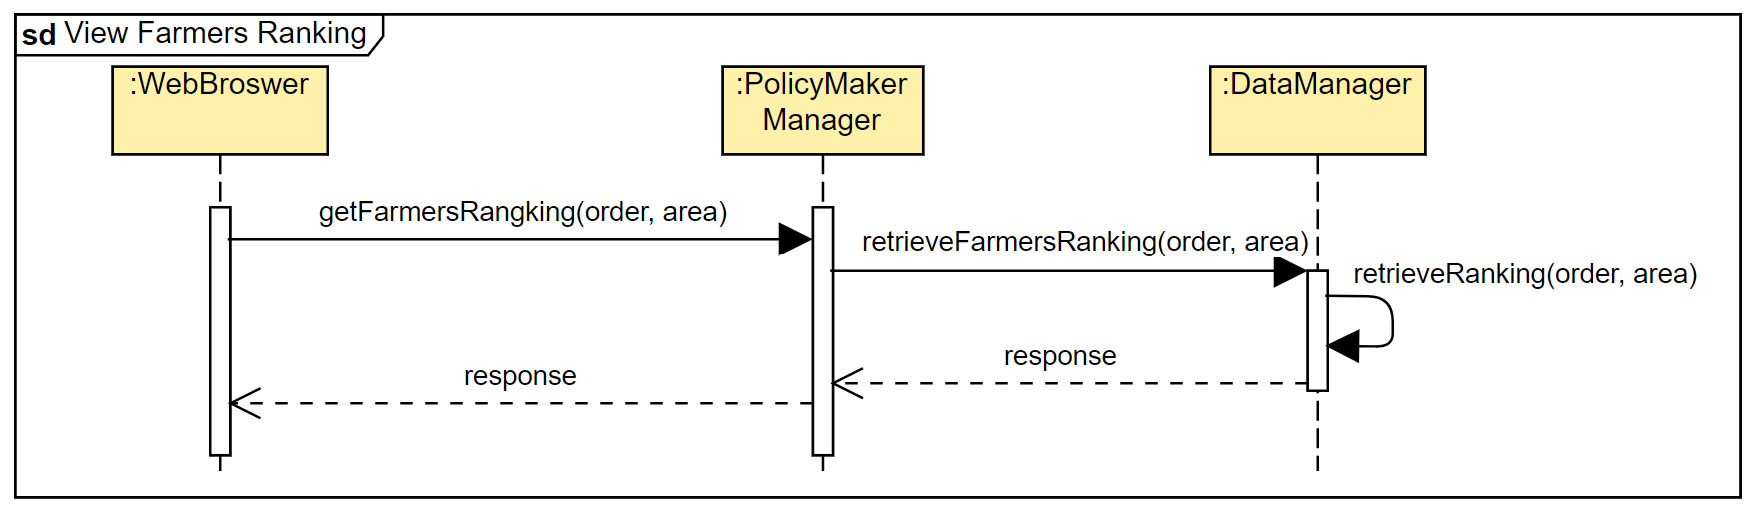 sd View Farmers Ranking
:WebBroswer
:PolicyMaker
Manager
:DataManager
getFarmersRangking(order, area)
retrieveFarmersRanking(order, area)
retrieveRanking(order, area)
response
response